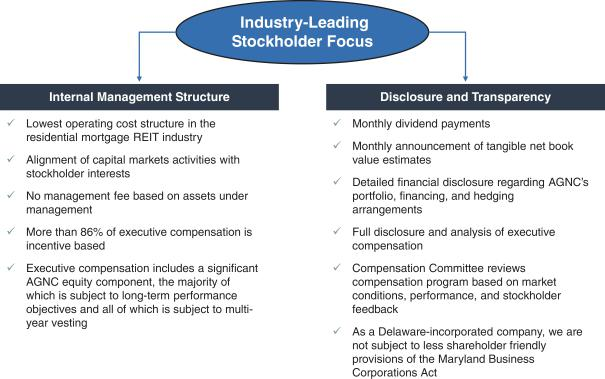 Industry-Leading
Stockholder Focus
Internal Management Structure
✓ Lowest operating cost structure in the
residential mortgage REIT industry
✓ Alignment of capital markets activities with
stockholder interests
✓ No management fee based on assets under
management
✓ More than 86% of executive compensation is
incentive based
✓ Executive compensation includes a significant
AGNC equity component, the majority of
which is subject to long-term performance
objectives and all of which is subject to multi-
year vesting
Disclosure and Transparency
✓ Monthly dividend payments
✓ Monthly announcement of tangible net book
value estimates
✓ Detailed financial disclosure regarding AGNC's
portfolio, financing, and hedging
arrangements
✓ Full disclosure and analysis of executive
compensation
✓ Compensation Committee reviews
compensation program based on market
conditions, performance, and stockholder
feedback
✓ As a Delaware-incorporated company, we are
not subject to less shareholder friendly
provisions of the Maryland Business
Corporations Act